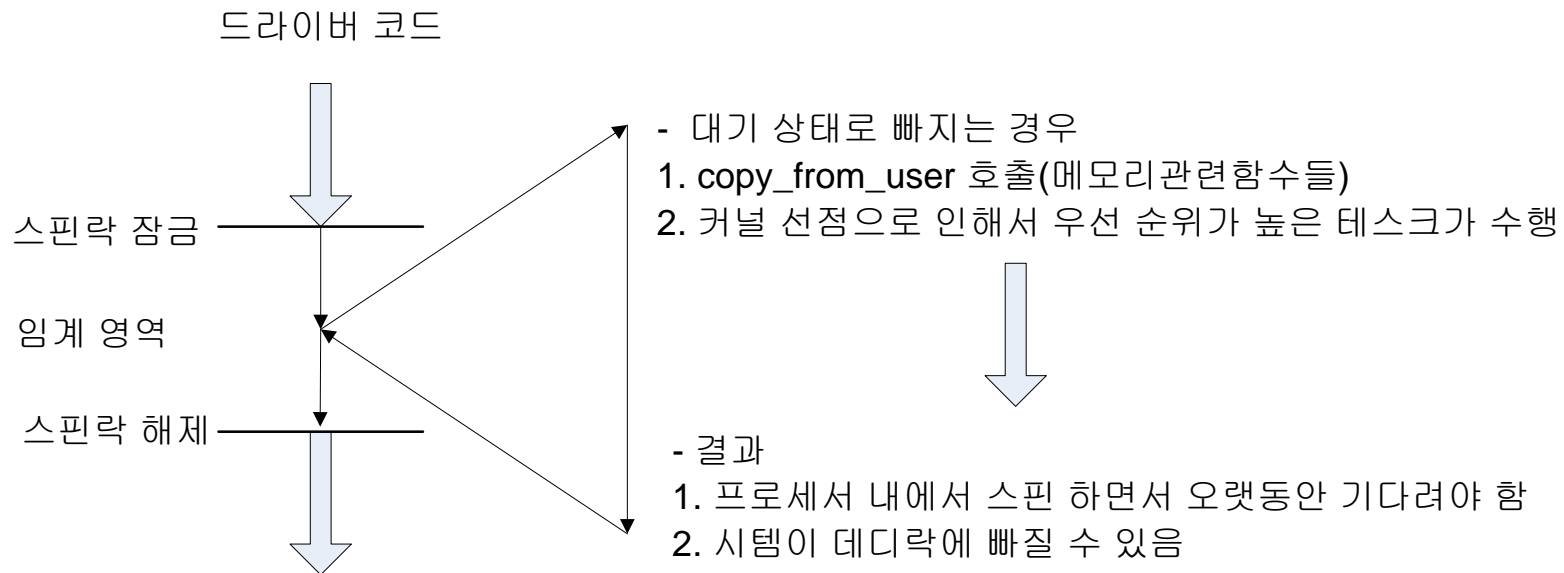 드라이버 코드
스핀락 잠금
임계 영역
스핀락 해제
- 대기 상태로 빠지는 경우
1. copy_from_user 호출(메모리관련함수들)
2. 커널 선점으로 인해서 우선 순위가 높은 테스크가 수행
- 결과
1. 프로세서 내에서 스핀 하면서 오랫동안 기다려야 함
2. 시템이 데디락에 빠질 수 있음